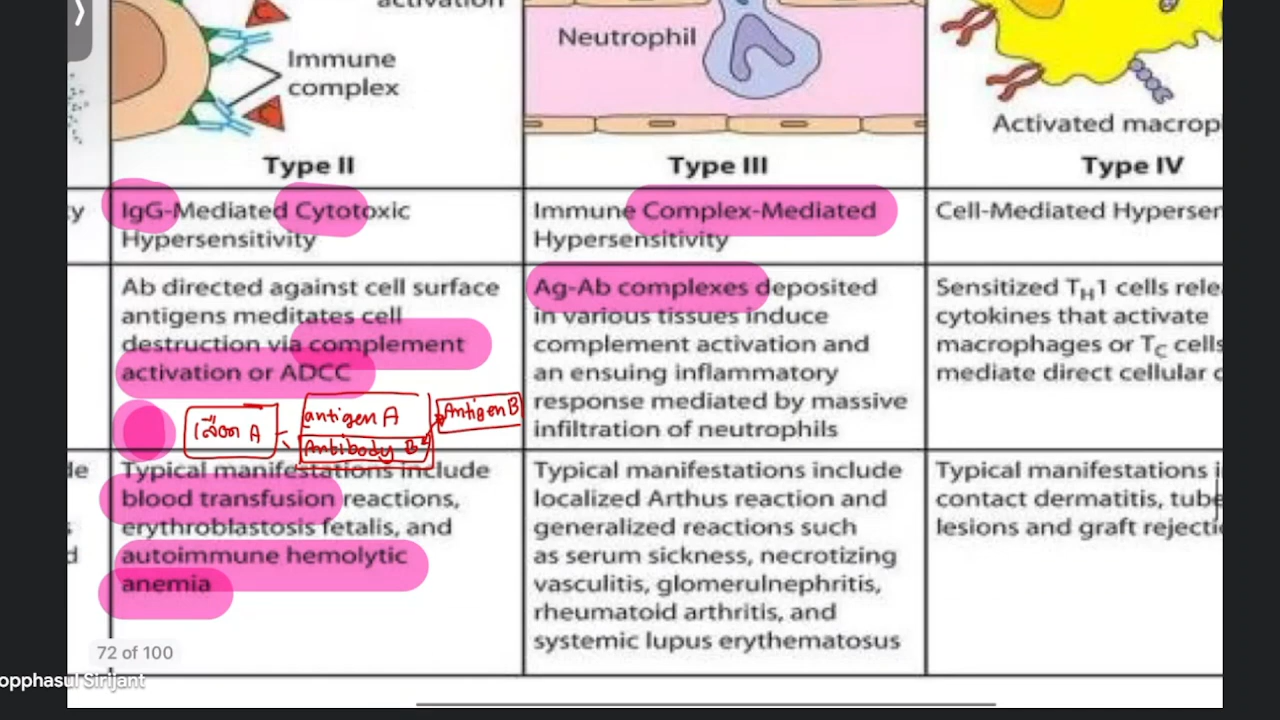 activation
Immune
complex
Type II
Neutrophil
Type III
Activated macrop
Type IV
IgG-Mediated Cytotoxic
Hypersensitivity
Immune Complex-Mediated
Hypersensitivity
Cell-Mediated Hypersen
Ab directed against cell surface
antigens meditates cell
destruction via complement
activation or ADCC
เลือด A
antigen A
Antibody B
Antigen B
Ag-Ab complexes deposited
in various tissues induce
complement activation and
an ensuing inflammatory
response mediated by massive
infiltration of neutrophils
Sensitized TH1 cells rele
cytokines that activate
macrophages or TC cells
mediate direct cellular
Typical manifestations include
blood transfusion reactions,
erythroblastosis fetalis, and
autoimmune hemolytic
anemia
Typical manifestations include
localized Arthus reaction and
generalized reactions such
as serum sickness, necrotizing
vasculitis, glomerulnephritis,
rheumatoid arthritis, and
systemic lupus erythematosus
Typical manifestations i
contact dermatitis, tube
lesions and graft rejecti
72 of 100
opphasul Sirijant